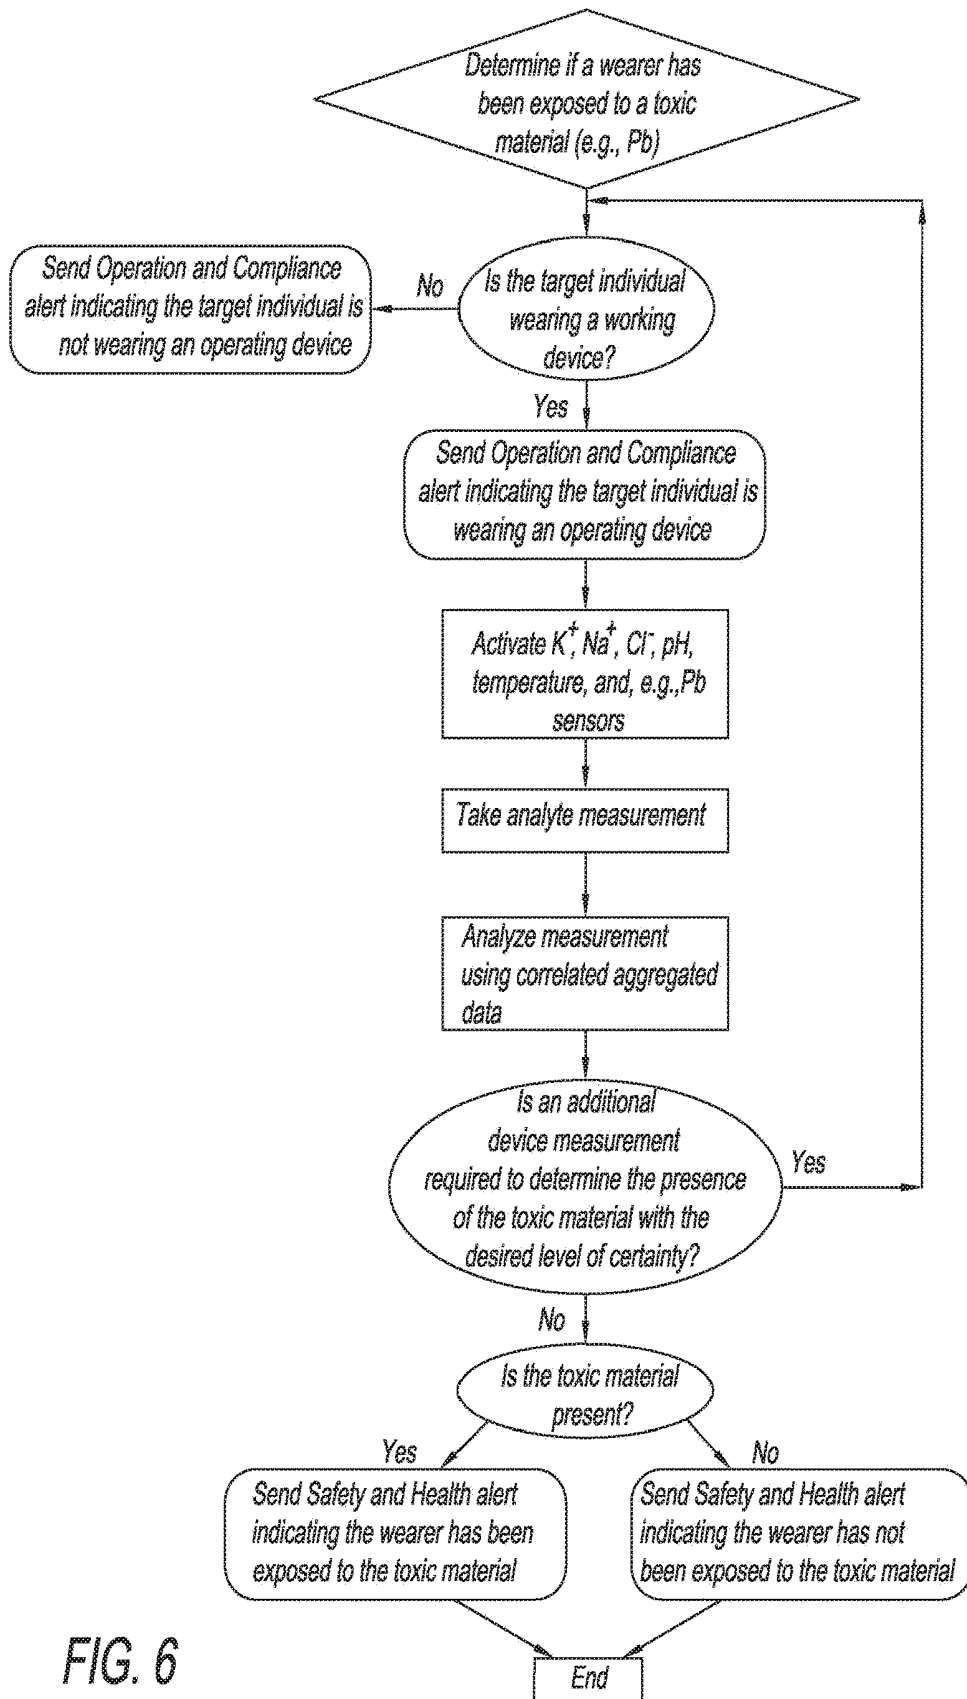 Determine if a wearer has
been exposed to a toxic
material (e.g., Pb)
Send Operation and Compliance
alert indicating the target individual is
not wearing an operating device
No
Is the target individual
wearing a working
device?
Yes
Send Operation and Compliance
alert indicating the target individual is
wearing an operating device
Activate K⁺, Na⁺, Cl⁻, pH,
temperature, and, e.g.,Pb
sensors
Take analyte measurement
Analyze measurement
using correlated aggregated
data
Is an additional
device measurement
required to determine the presence
of the toxic material with the
desired level of certainty?
Yes
No
Is the toxic material
present?
Yes
No
Send Safety and Health alert
indicating the wearer has been
exposed to the toxic material
Send Safety and Health alert
indicating the wearer has not
been exposed to the toxic material
End
FIG. 6